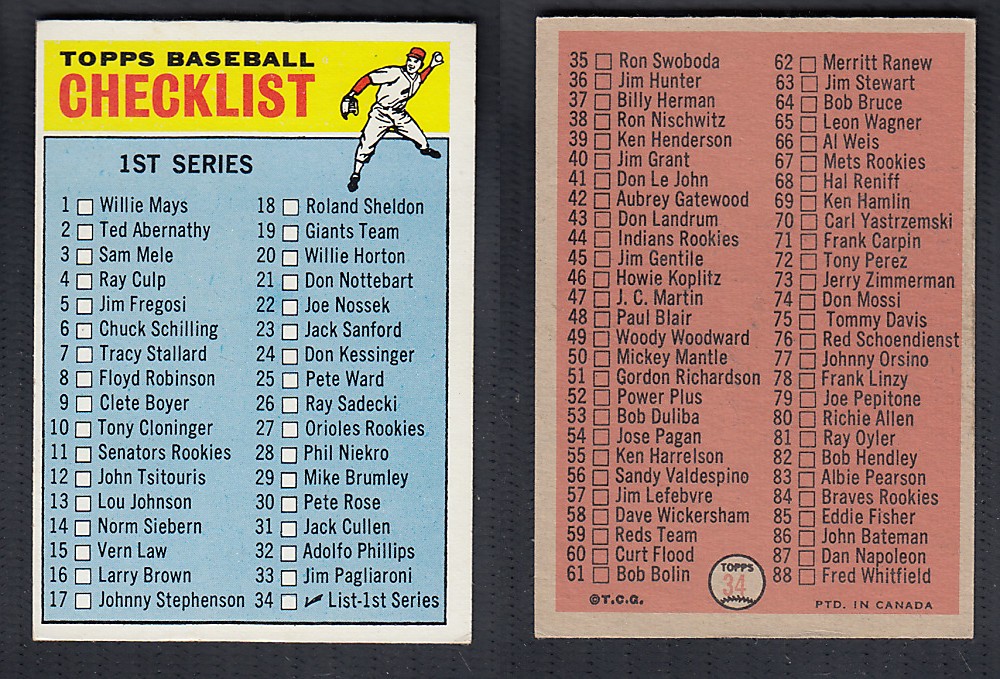 TOPPS BASEBALL
CHECKLIST
1ST SERIES
1 Willie Mays
2 Ted Abernathy
3 Sam Mele
4 Ray Culp
5 Jim Fregosi
6 Chuck Schilling
7 Tracy Stallard
8 Floyd Robinson
9 Clete Boyer
10 Tony Cloninger
11 Senators Rookies
12 John Tsitouris
13 Lou Johnson
14 Norm Siebern
15 Vern Law
16 Larry Brown
17 Johnny Stephenson
18 Roland Sheldon
19 Giants Team
20 Willie Horton
21 Don Nottebart
22 Joe Nossek
23 Jack Sanford
24 Don Kessinger
25 Pete Ward
26 Ray Sadecki
27 Orioles Rookies
28 Phil Niekro
29 Mike Brumley
30 Pete Rose
31 Jack Cullen
32 Adolfo Phillips
33 Jim Pagliaroni
34 List-1st Series
35 Ron Swoboda
36 Jim Hunter
37 Billy Herman
38 Ron Nischwitz
39 Ken Henderson
40 Jim Grant
41 Don Le John
42 Aubrey Gatewood
43 Don Landrum
44 Indians Rookies
45 Jim Gentile
46 Howie Koplitz
47 J. C. Martin
48 Paul Blair
49 Woody Woodward
50 Mickey Mantle
51 Gordon Richardson
52 Power Plus
53 Bob Duliba
54 Jose Pagan
55 Ken Harrelson
56 Sandy Valdespino
57 Jim Lefebvre
58 Dave Wickersham
59 Reds Team
60 Curt Flood
61 Bob Bolin
62 Merritt Ranew
63 Jim Stewart
64 Bob Bruce
65 Leon Wagner
66 Al Weis
67 Mets Rookies
68 Hal Reniff
69 Ken Hamlin
70 Carl Yastrzemski
71 Frank Carpin
72 Tony Perez
73 Jerry Zimmerman
74 Don Mossi
75 Tommy Davis
76 Red Schoendienst
77 Johnny Orsino
78 Frank Linzy
79 Joe Pepitone
80 Richie Allen
81 Ray Oyler
82 Bob Hendley
83 Albie Pearson
84 Braves Rookies
85 Eddie Fisher
86 John Bateman
87 Dan Napoleon
88 Fred Whitfield
TOPPS
34
©T.C.G.
PTD. IN CANADA